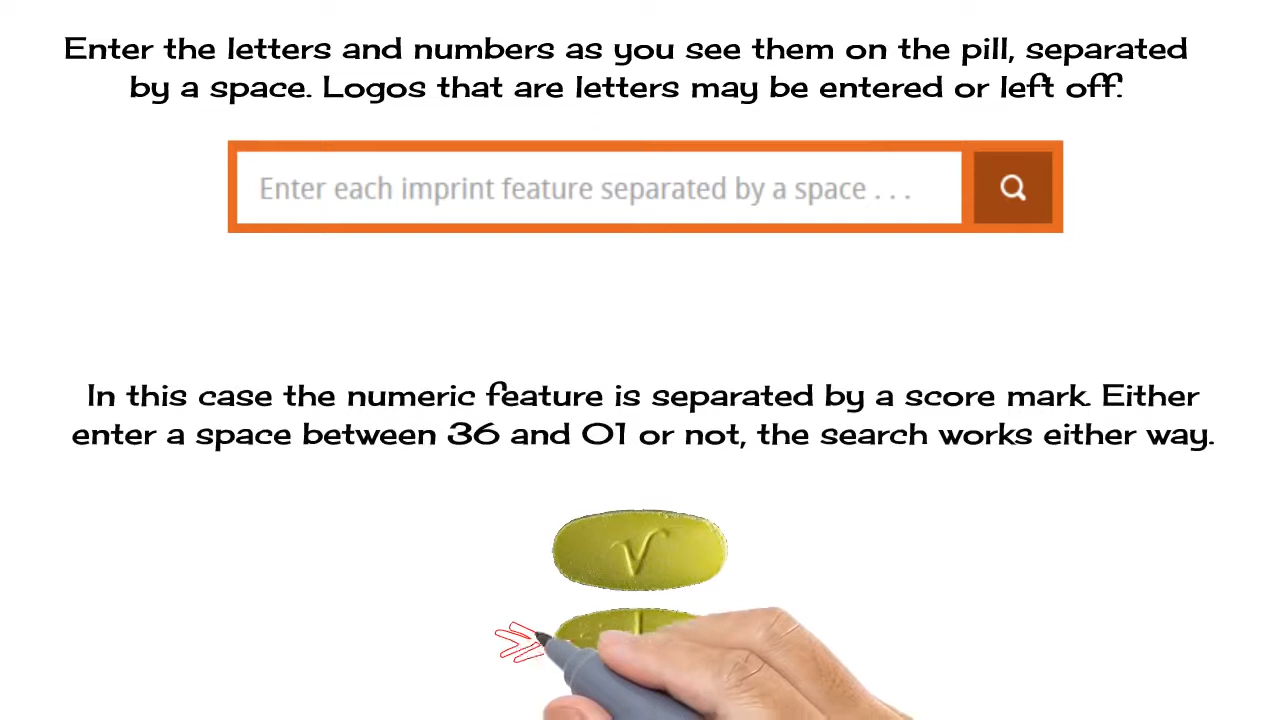 Enter the letters and numbers as you see them on the pill, separated
by a space. Logos that are letters may be entered or left off.
Enter each imprint feature separated by a space . . .
In this case the numeric feature is separated by a score mark. Either
enter a space between 36 and 01 or not, the search works either way.
V